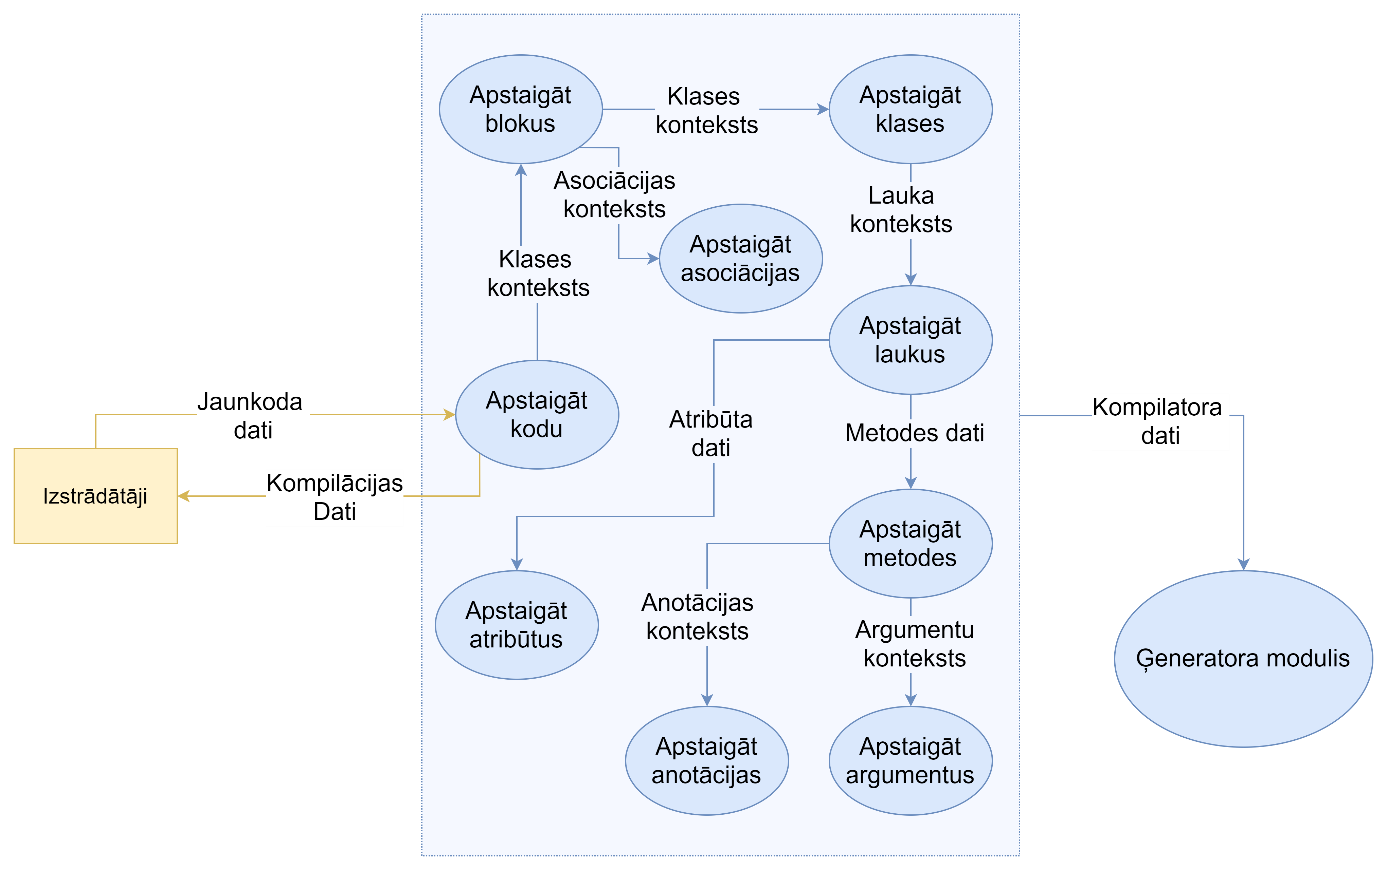 Apstaigāt
blokus
Klases
konteksts
Apstaigāt
klases
Asociācijas
konteksts
Lauka
konteksts
Klases
konteksts
Apstaigāt
asociācijas
Apstaigāt
laukus
Jaunkoda
dati
Apstaigāt
kodu
Atribūta
dati
Metodes dati
Kompilatora
dati
Izstrādātāji
Kompilācijas
Dati
Apstaigāt
metodes
Apstaigāt
atribūtus
Anotācijas
konteksts
Argumentu
konteksts
Ģeneratora modulis
Apstaigāt
anotācijas
Apstaigāt
argumentus